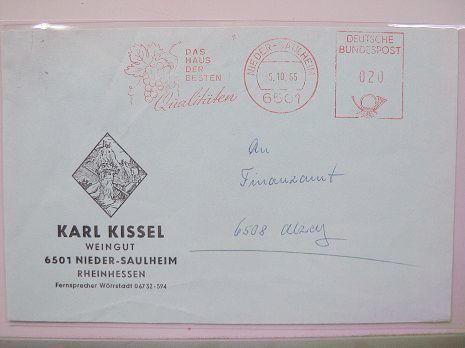 DAS
HAUS
DER
BESTEN
Qualitäten
NIEDER-SAULHEIM
-5.10.65
6501
DEUTSCHE
BUNDESPOST
020
An
Finanzamt
6508 Alzey
KARL KISSEL
WEINGUT
6501 NIEDER-SAULHEIM
RHEINHESSEN
Fernsprecher Wörrstadt 06732-594